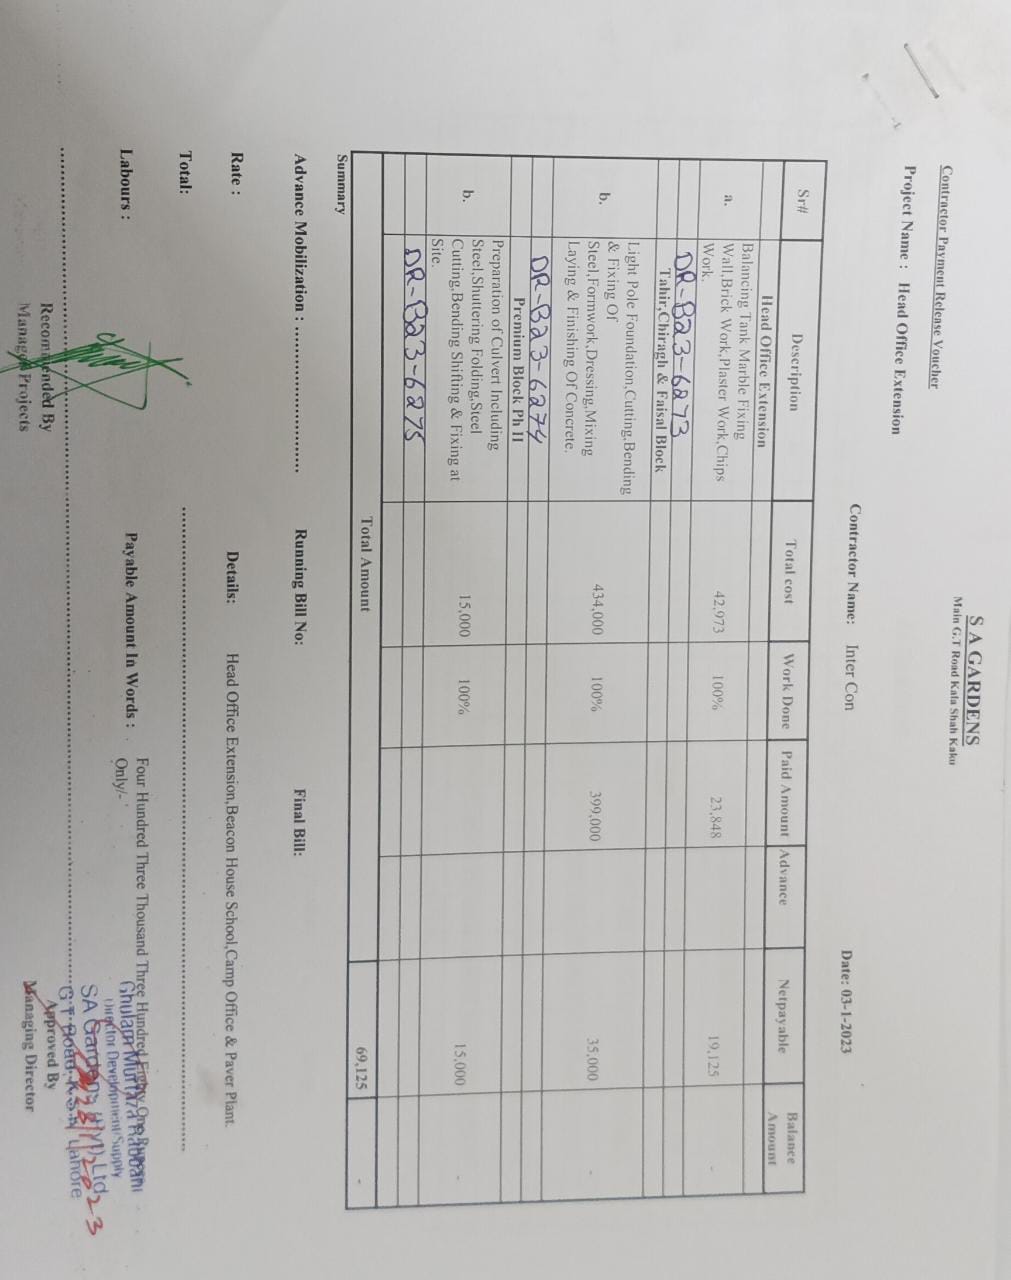 S A GARDENS
Main G.T Road Kala Shah Kaku
Contractor Payment Release Voucher
Project Name : Head Office Extension
Contractor Name: Inter Con
Date: 03-1-2023
Sr# Description Total cost Work Done Paid Amount Advance Netpayable Balance Amount
Head Office Extension
a. Balancing Tank Marble Fixing
Wall,Brick Work,Plaster Work,Chips
Work. 42,973 100% 23,848 19,125 -
DR-B23-6273
Tahir,Chiragh & Faisal Block
b. Light Pole Foundation,Cutting,Bending
& Fixing Of
Steel,Formwork,Dressing,Mixing
Laying & Finishing Of Concrete. 434,000 100% 399,000 35,000 -
DR-B23-6274
Premium Block Ph II
b. Preparation of Culvert Including
Steel,Shuttering Folding,Steel
Cutting,Bending Shifting & Fixing at
Site. 15,000 100% 15,000 -
DR-B23-6275
Total Amount 69,125 -
Summary
Advance Mobilization : Running Bill No: Final Bill:
Rate : Details: Head Office Extension,Beacon House School,Camp Office & Paver Plant.
Total:
Labours : Payable Amount In Words : Four Hundred Three Thousand Three Hundred Eighty One Rupees
Only/-
Ghulam Murtaza Rabbani
Director Development/Supply
SA Gardens Ltd
G.T Road Lahore
Recommended By
Manager Projects
Approved By
Managing Director